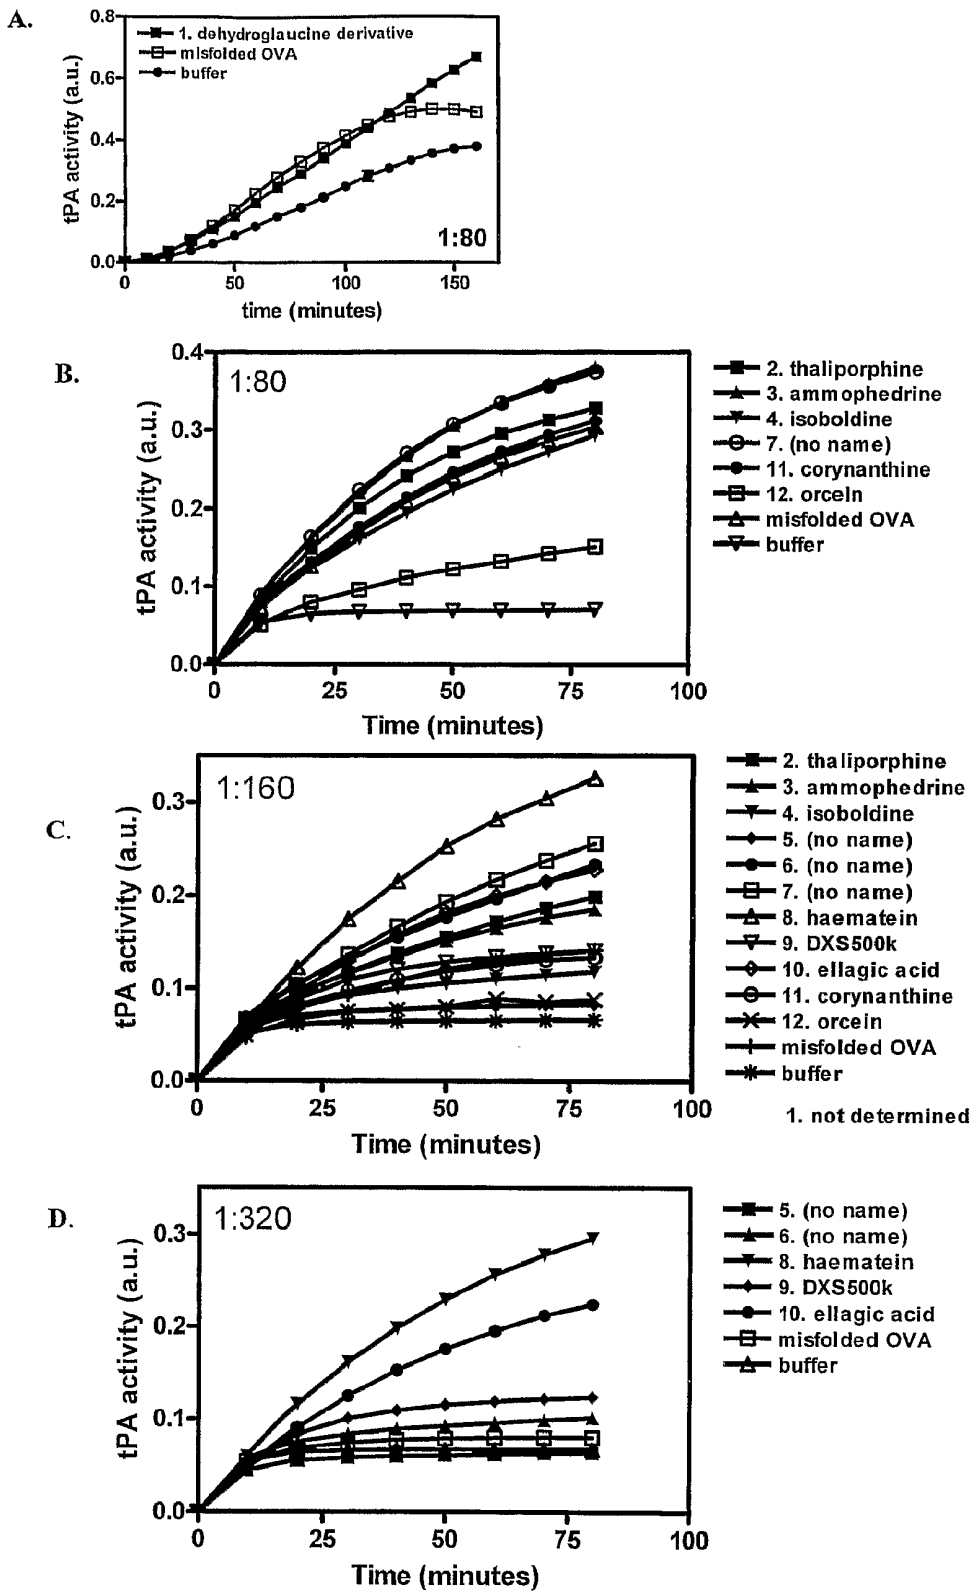 A.
0.8
0.6
0.4
0.2
0.0
tPA activity (a.u.)
1. dehydroglaucine derivative
misfolded OVA
buffer
1:80
0 50 100 150
time (minutes)
B.
0.4
0.3
0.2
0.1
0.0
tPA activity (a.u.)
1:80
2. thaliporphine
3. ammophedrine
4. isoboldine
7. (no name)
11. corynanthine
12. orcein
misfolded OVA
buffer
0 25 50 75 100
Time (minutes)
C.
0.3
0.2
0.1
0.0
tPA activity (a.u.)
1:160
2. thaliporphine
3. ammophedrine
4. isoboldine
5. (no name)
6. (no name)
7. (no name)
8. haematein
9. DXS500k
10. ellagic acid
11. corynanthine
12. orcein
misfolded OVA
buffer
1. not determined
0 25 50 75 100
Time (minutes)
D.
0.3
0.2
0.1
0.0
tPA activity (a.u.)
1:320
5. (no name)
6. (no name)
8. haematein
9. DXS500k
10. ellagic acid
misfolded OVA
buffer
0 25 50 75 100
Time (minutes)